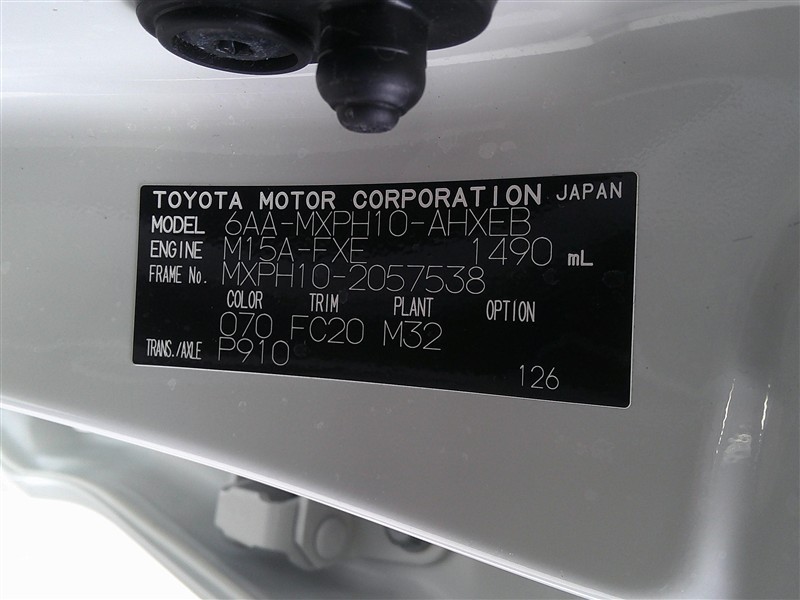 TOYOTA MOTOR CORPORATION JAPAN
MODEL 6AA-MXPH10-AHXEB
ENGINE M15A-FXE 1490 mL
FRAME No. MXPH10-2057538
COLOR TRIM PLANT OPTION
070 FC20 M32
TRANS./AXLE P910
126